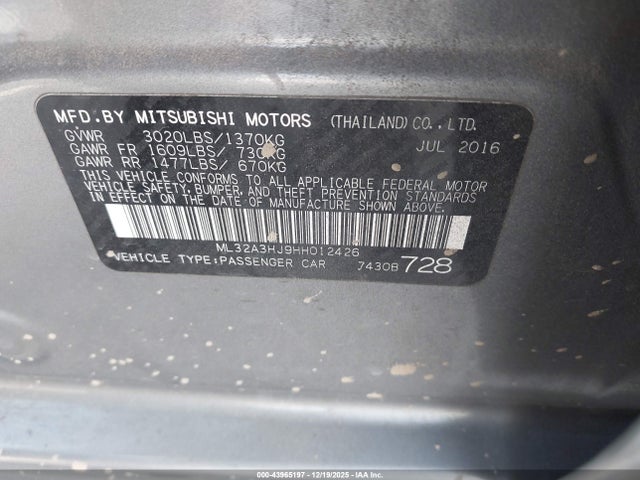 MFD.BY MITSUBISHI MOTORS (THAILAND)CO.,LTD.
GVWR 3020LBS/1370KG JUL 2016
GAWR FR 1609LBS/ 730KG
GAWR RR 1477LBS/ 670KG
THIS VEHICLE CONFORMS TO ALL APPLICABLE FEDERAL MOTOR
VEHICLE SAFETY, BUMPER, AND THEFT PREVENTION STANDARDS
IN EFFECT ON THE DATE OF MANUFACTURE SHOWN ABOVE.
ML32A3HJ9HH012426
VEHICLE TYPE:PASSENGER CAR 7430B 728
000-43965197 - 12/19/2025 - IAA Inc.